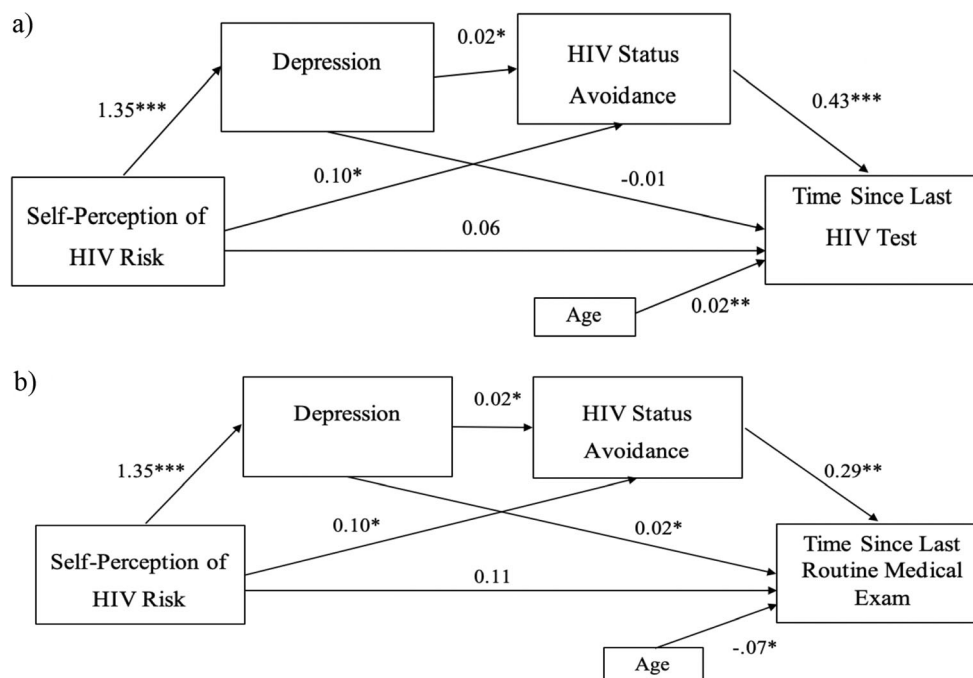 a)
Depression
0.02*
HIV Status
Avoidance
1.35***
0.43***
0.10*
-0.01
Self-Perception of
HIV Risk
0.06
Time Since Last
HIV Test
Age
0.02**
b)
Depression
0.02*
HIV Status
Avoidance
1.35***
0.29**
0.10*
0.02*
Self-Perception of
HIV Risk
0.11
Time Since Last
Routine Medical
Exam
Age
-.07*